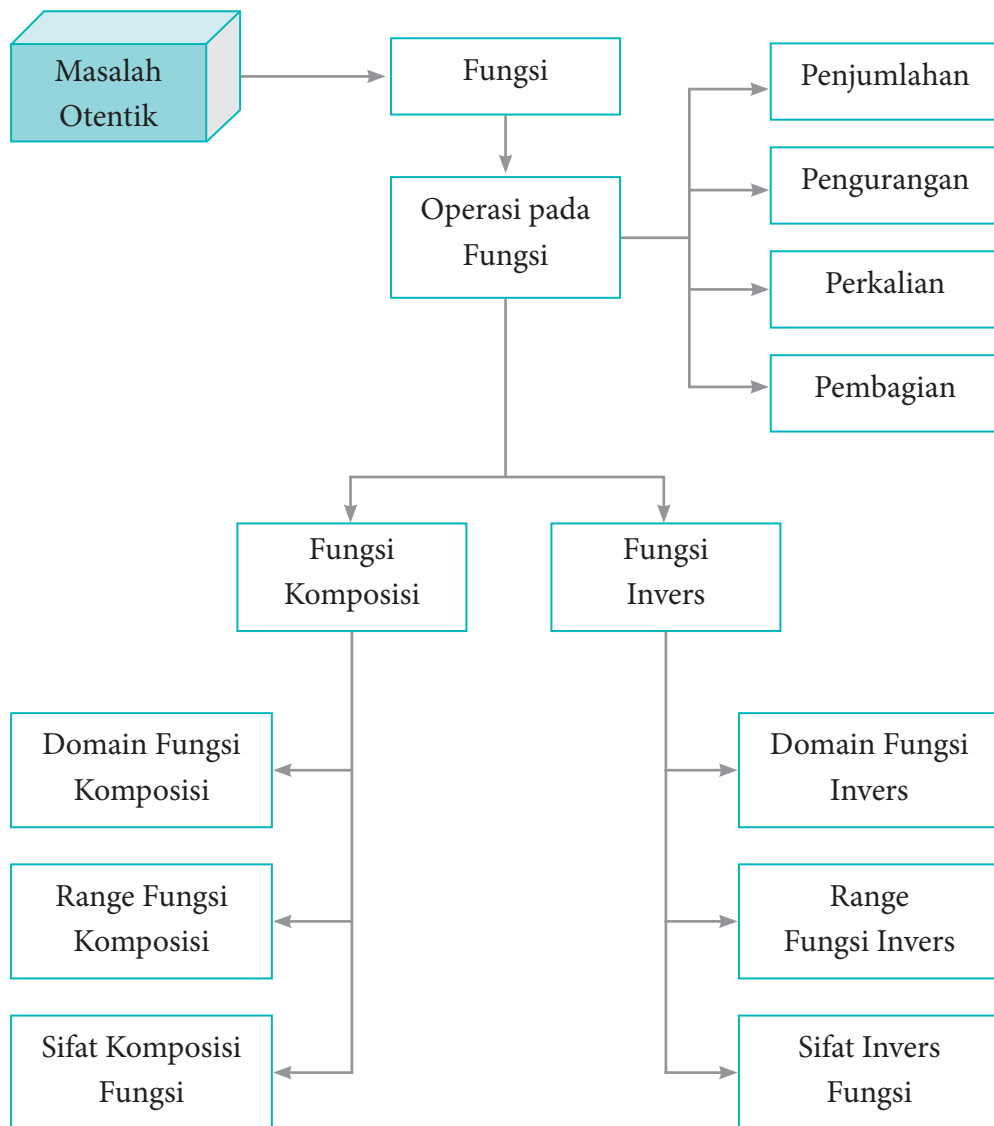 Masalah
Otentik
Fungsi
Penjumlahan
Pengurangan
Operasi pada
Fungsi
Perkalian
Pembagian
Fungsi
Komposisi
Fungsi
Invers
Domain Fungsi
Komposisi
Domain Fungsi
Invers
Range Fungsi
Komposisi
Range
Fungsi Invers
Sifat Komposisi
Fungsi
Sifat Invers
Fungsi